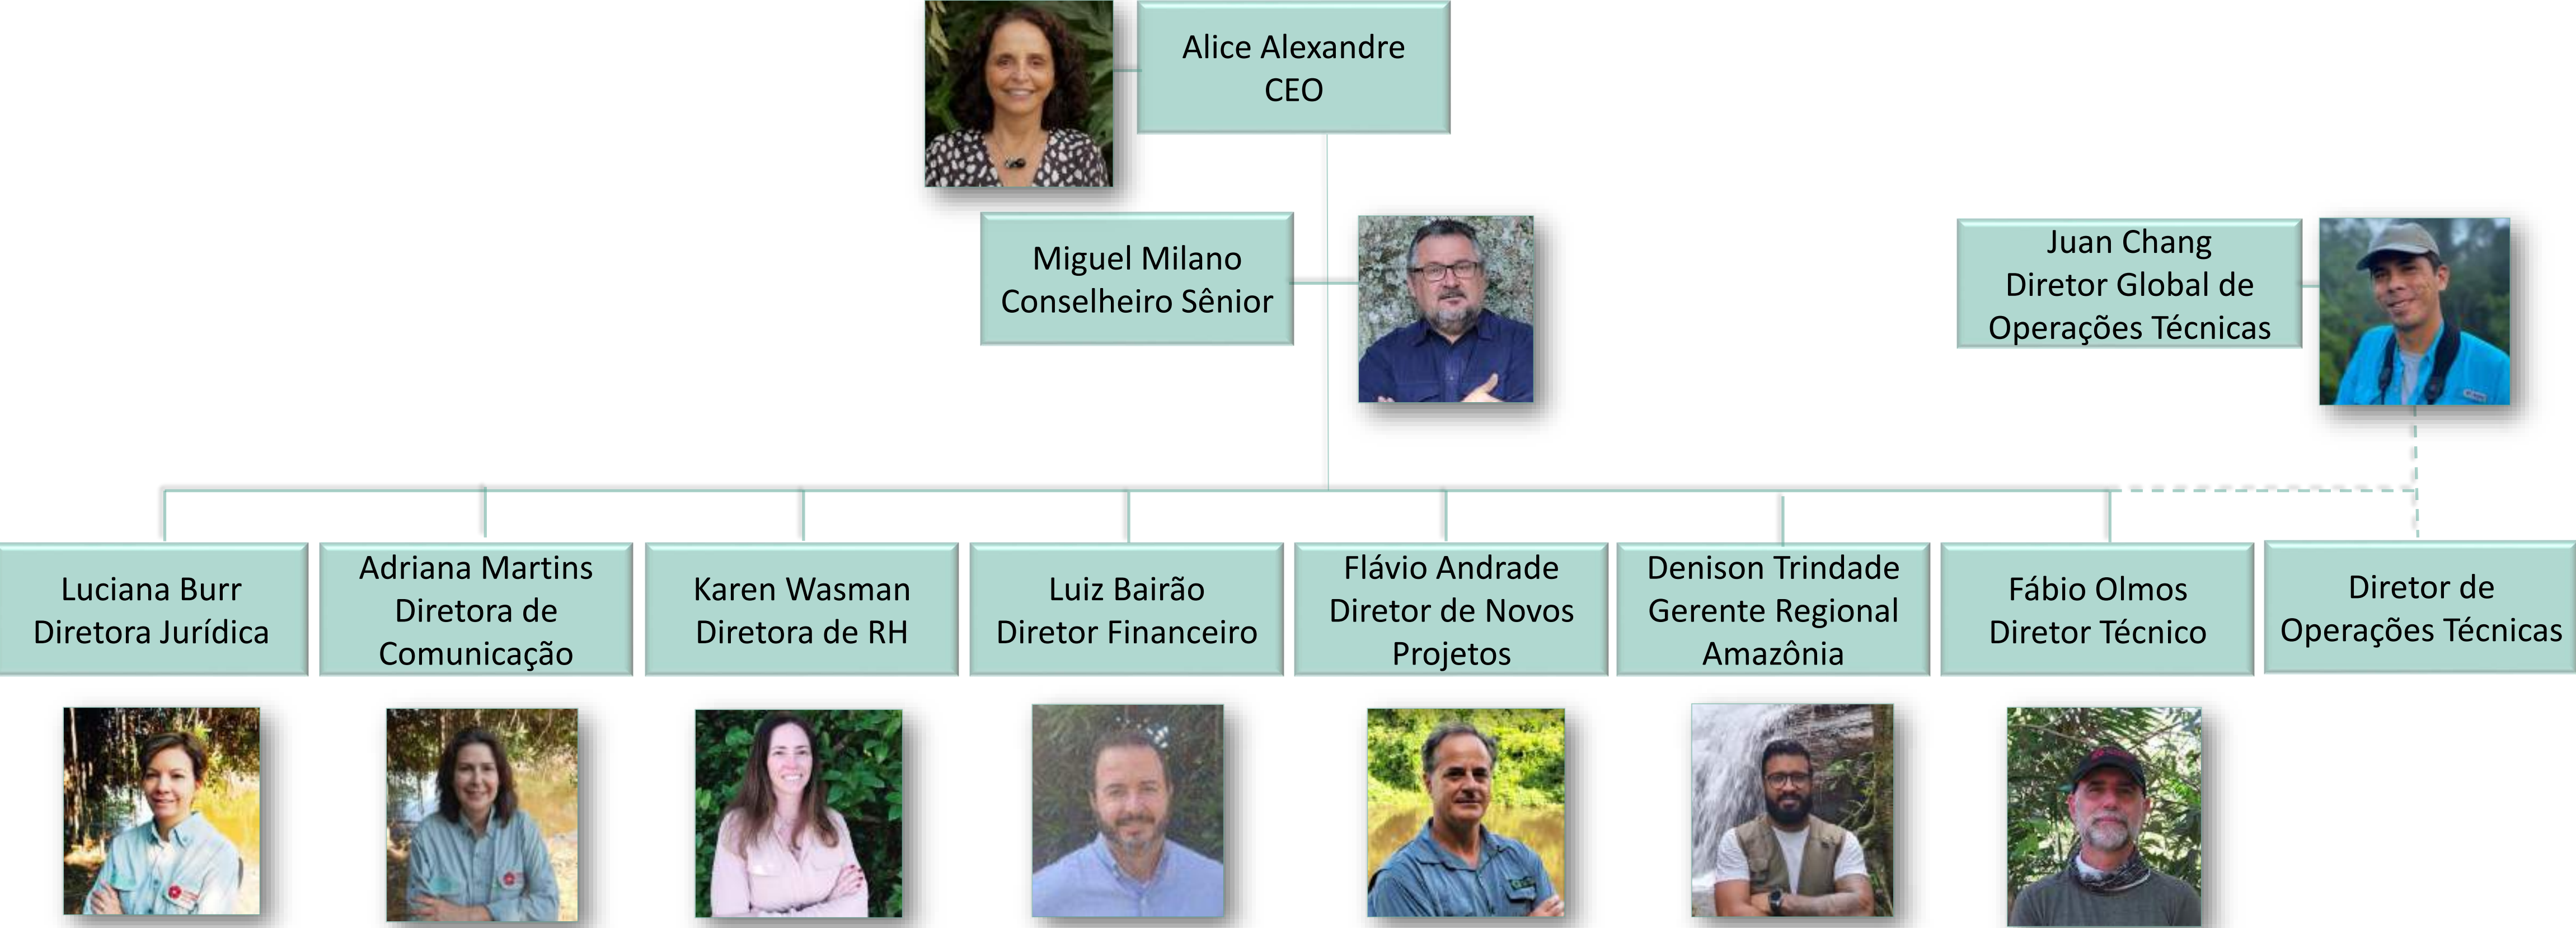 Alice Alexandre
CEO
Miguel Milano
Conselheiro Sênior
Juan Chang
Diretor Global de
Operações Técnicas
Luciana Burr
Diretora Jurídica
Adriana Martins
Diretora de
Comunicação
Karen Wasman
Diretora de RH
Luiz Bairão
Diretor Financeiro
Flávio Andrade
Diretor de Novos
Projetos
Denison Trindade
Gerente Regional
Amazônia
Fábio Olmos
Diretor Técnico
Diretor de
Operações Técnicas